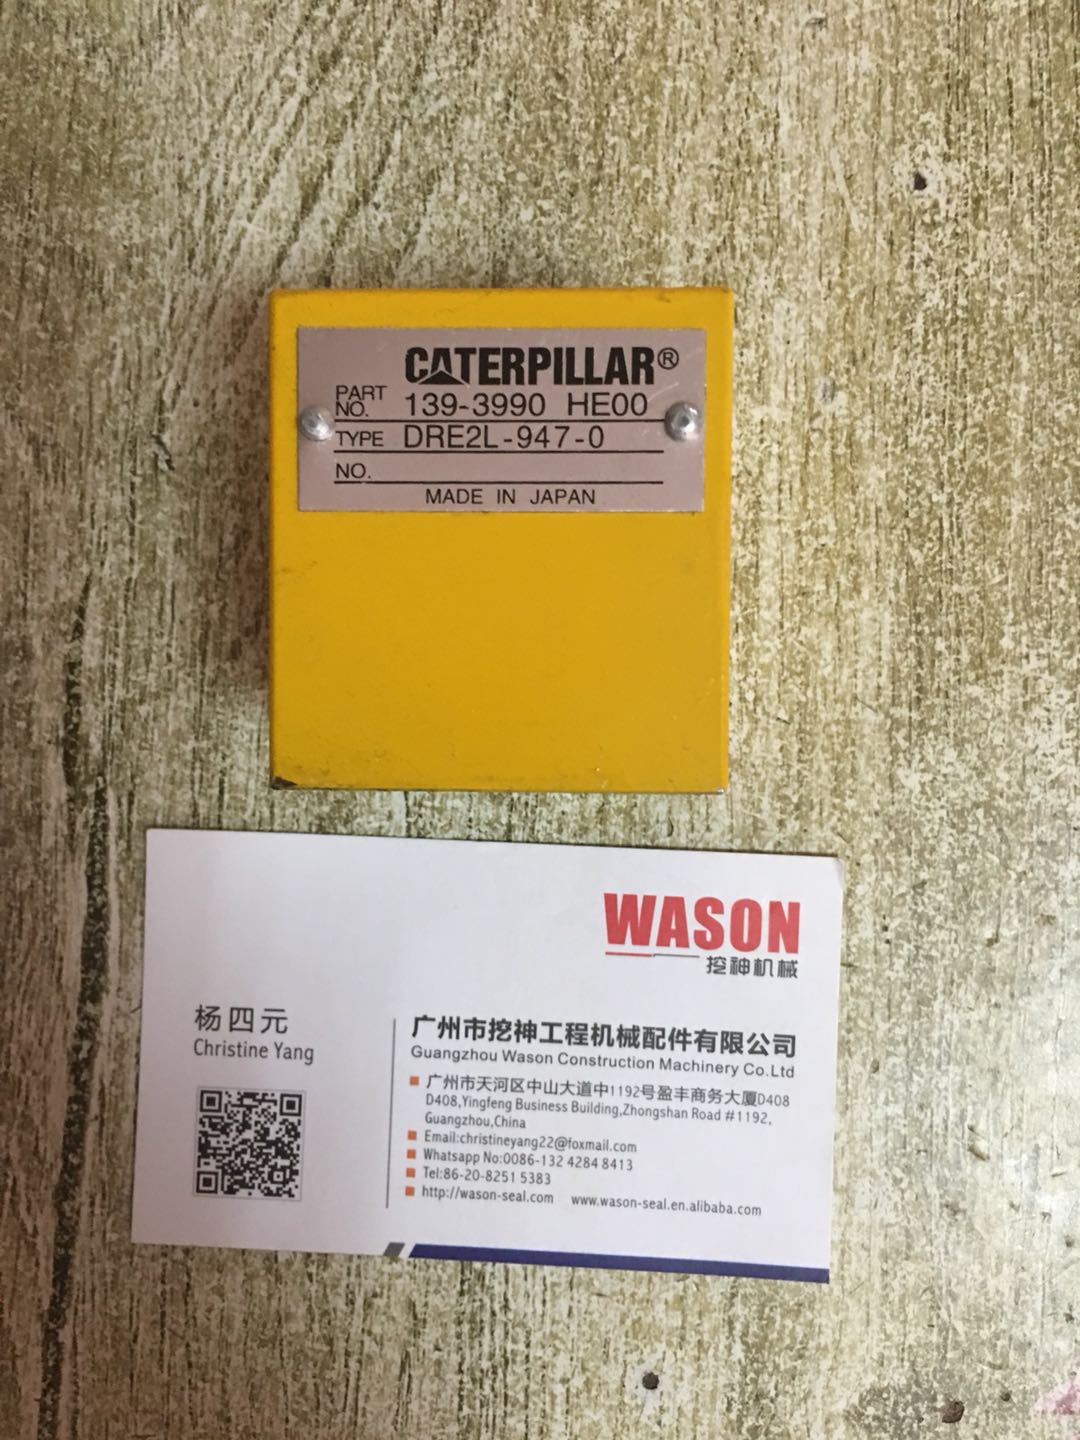 CATERPILLAR®
PART NO. 139-3990 HE00
TYPE DRE2L-947-0
NO.
MADE IN JAPAN
WASON
挖神机械
杨四元
Christine Yang
广州市挖神工程机械配件有限公司
Guangzhou Wason Construction Machinery Co.Ltd
广州市天河区中山大道中1192号盈丰商务大厦D408
D408,Yingfeng Business Building,Zhongshan Road #1192,
Guangzhou,China
Email:christineyang22@foxmail.com
Whatsapp No:0086-132 4284 8413
Tel:86-20-8251 5383
http://wason-seal.com www.wason-seal.en.alibaba.com